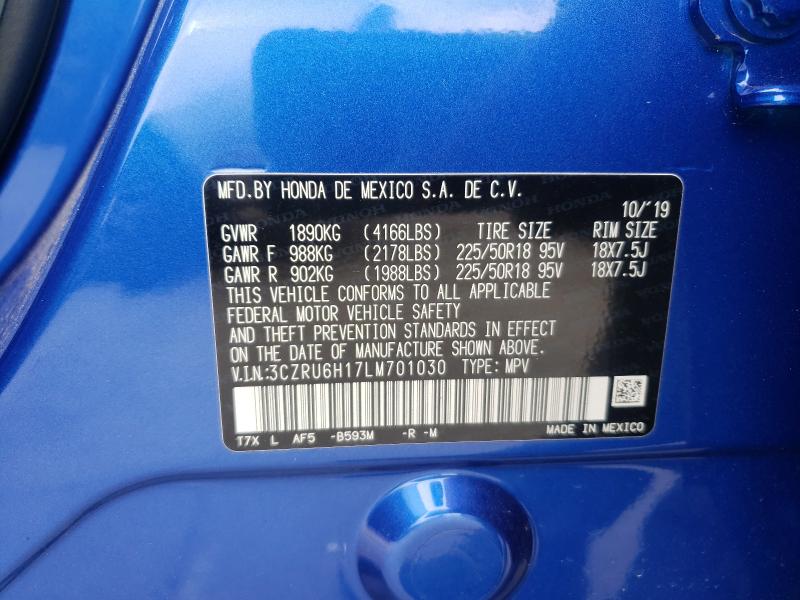 MFD. BY HONDA DE MEXICO S.A. DE C.V.
10/'19
GVWR 1890KG (4166LBS) TIRE SIZE RIM SIZE
GAWR F 988KG (2178LBS) 225/50R18 95V 18X7.5J
GAWR R 902KG (1988LBS) 225/50R18 95V 18X7.5J
THIS VEHICLE CONFORMS TO ALL APPLICABLE
FEDERAL MOTOR VEHICLE SAFETY
AND THEFT PREVENTION STANDARDS IN EFFECT
ON DATE OF MANUFACTURE SHOWN ABOVE.
V.I.N.:3CZRU6H17LM701030 TYPE: MPV
T7X L AF5 -B593M -R -M MADE IN MEXICO